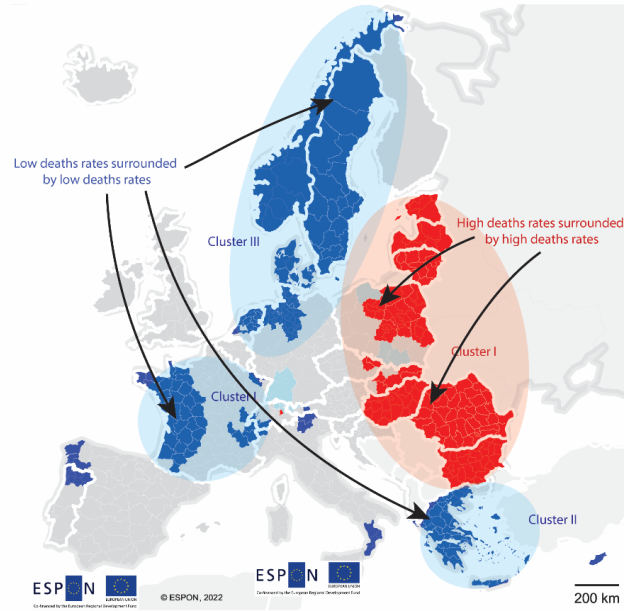 Low deaths rates surrounded
by low deaths rates
High deaths rates surrounded
by high deaths rates
Cluster III
Cluster I
Cluster I
Cluster II
ESPON
EUROPEAN UNION
Co-financed by the European Regional Development Fund
© ESPON, 2022
ESPON
EUROPEAN UNION
Co-financed by the European Regional Development Fund
200 km